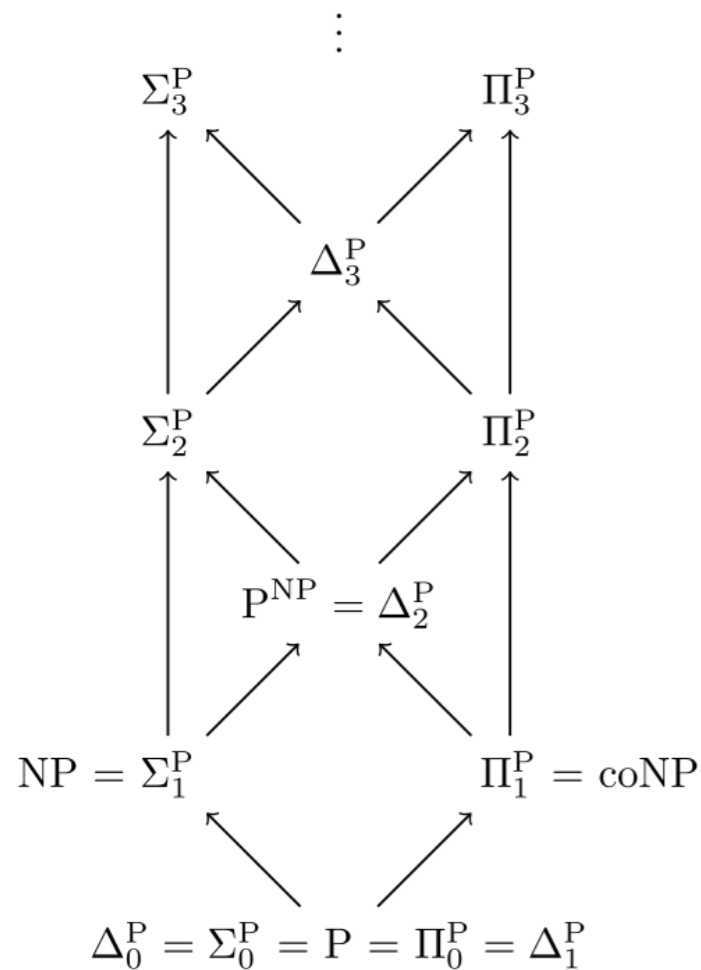 ⋮
Σ₃ᴾ Π₃ᴾ
Δ₃ᴾ
Σ₂ᴾ Π₂ᴾ
Pᴺᴾ = Δ₂ᴾ
NP = Σ₁ᴾ Π₁ᴾ = coNP
Δ₀ᴾ = Σ₀ᴾ = P = Π₀ᴾ = Δ₁ᴾ